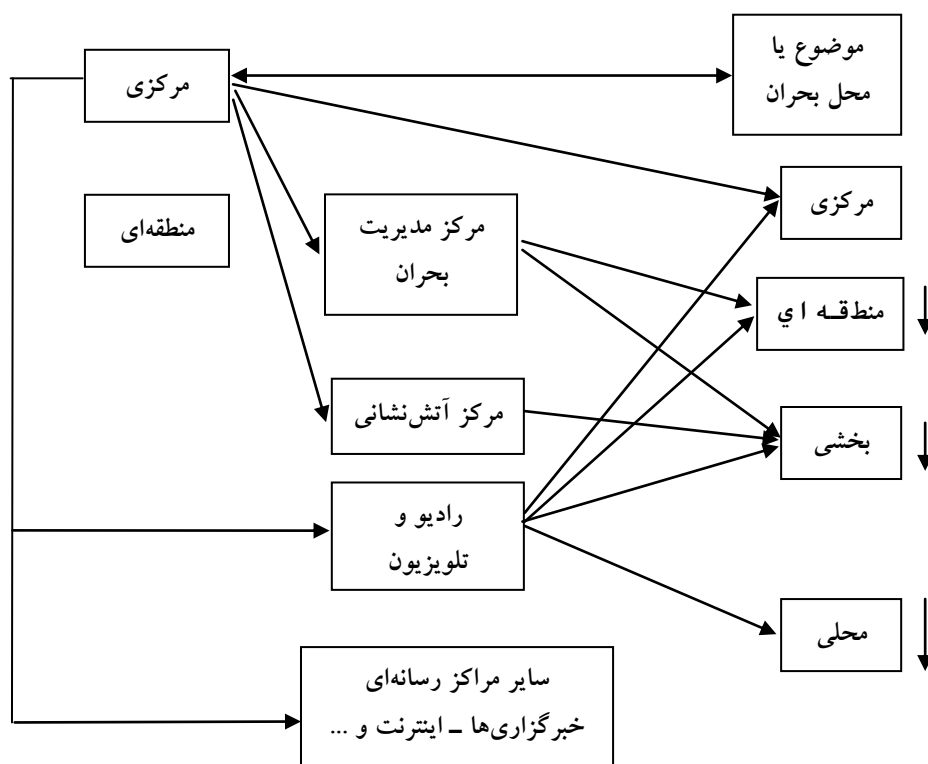 موضوع یا
محل بحران
مرکزی
مرکزی
منطقه‌ای
مرکز مدیریت
بحران
منطقـه ا ي
مرکز آتش‌نشانی
بخشی
رادیو و
تلویزیون
محلی
سایر مراکز رسانه‌ای
خبرگزاری‌ها ـ اینترنت و ...